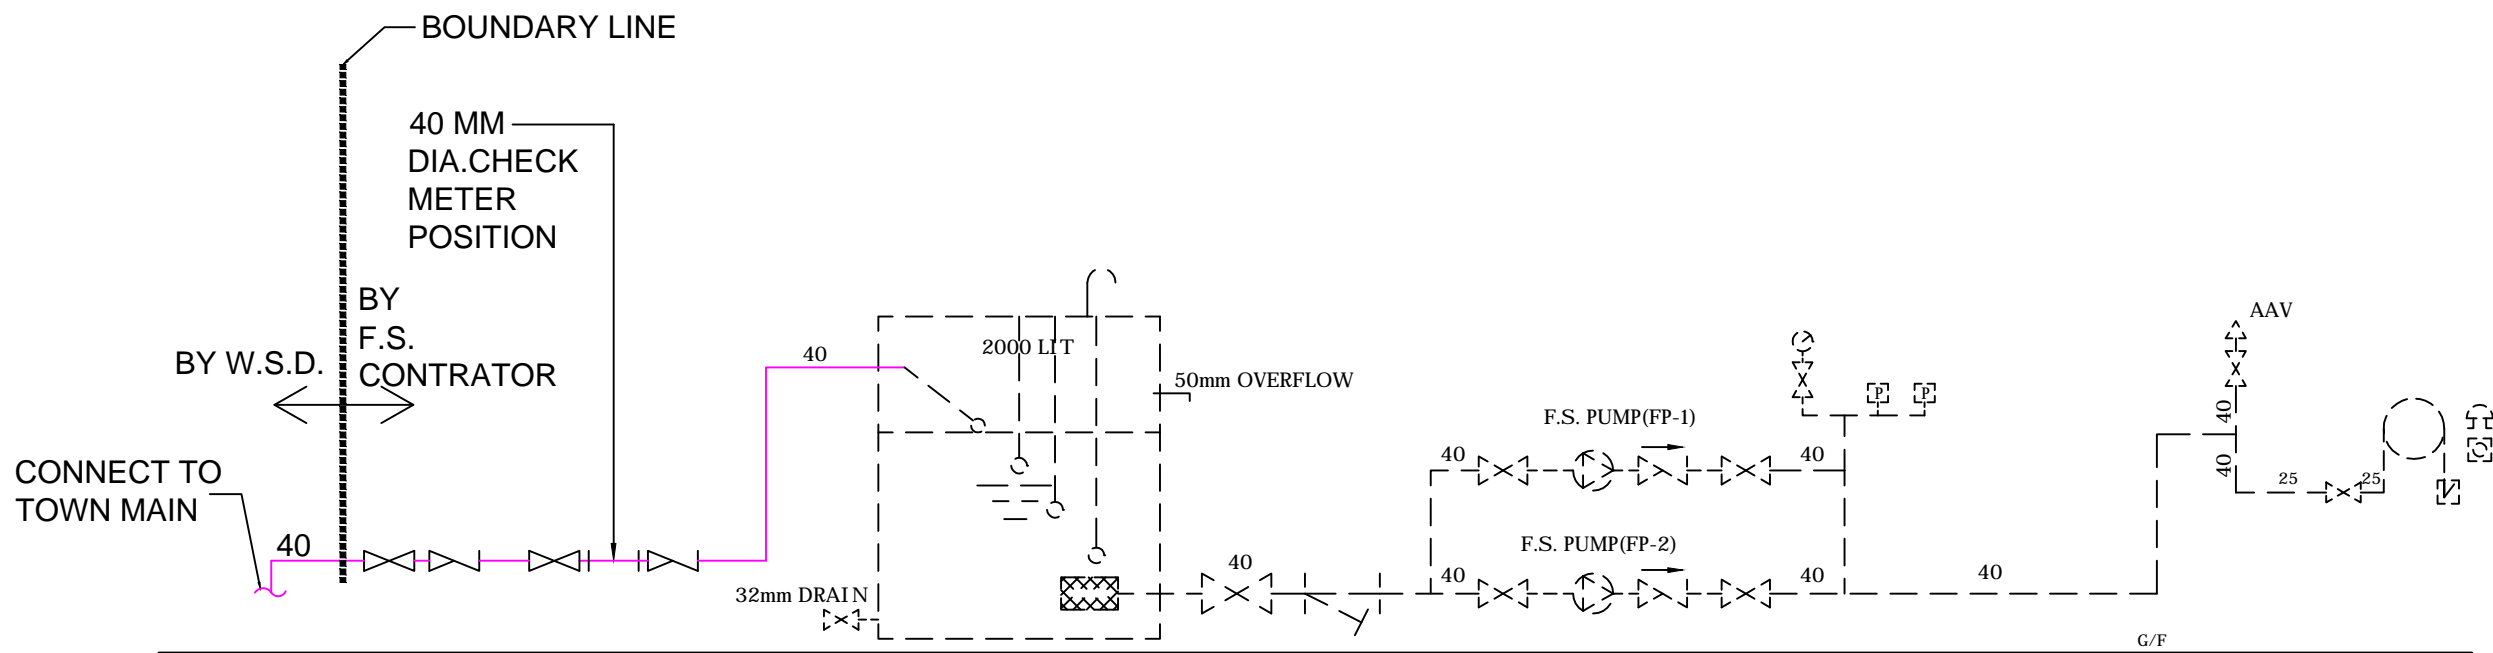 BOUNDARY LINE
40 MM
DIA.CHECK
METER
POSITION
BY
F.S.
CONTRATOR
BY W.S.D.
CONNECT TO
TOWN MAIN
40
40
2000 LIT
50mm OVERFLOW
32mm DRAIN
40
F.S. PUMP(FP-1)
40
40
F.S. PUMP(FP-2)
40
40
P
P
40
AAV
40
40
25
25
G/F